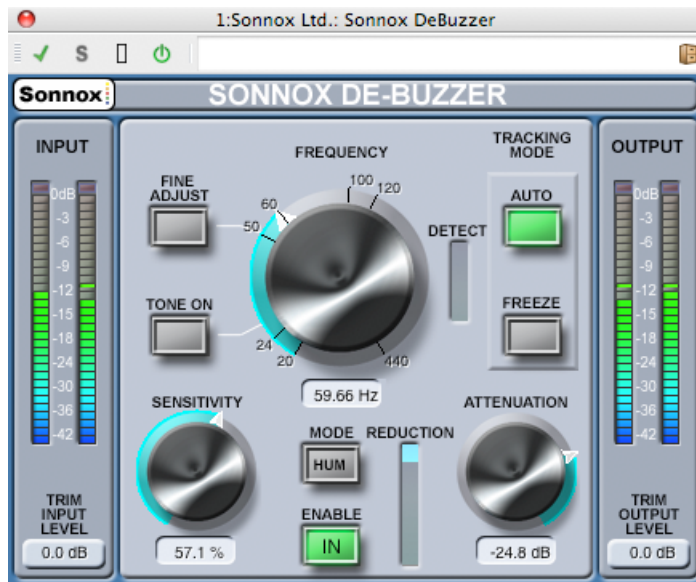 1:Sonnox Ltd.: Sonnox DeBuzzer
S
Sonnox
SONNOX DE-BUZZER
INPUT
0dB
-3
-6
-9
-12
-15
-18
-24
-30
-36
-42
TRIM
INPUT
LEVEL
0.0 dB
FINE
ADJUST
TONE ON
FREQUENCY
20
24
50
60
100
120
440
59.66 Hz
DETECT
TRACKING
MODE
AUTO
FREEZE
SENSITIVITY
57.1 %
MODE
HUM
ENABLE
IN
REDUCTION
ATTENUATION
-24.8 dB
OUTPUT
0dB
-3
-6
-9
-12
-15
-18
-24
-30
-36
-42
TRIM
OUTPUT
LEVEL
0.0 dB